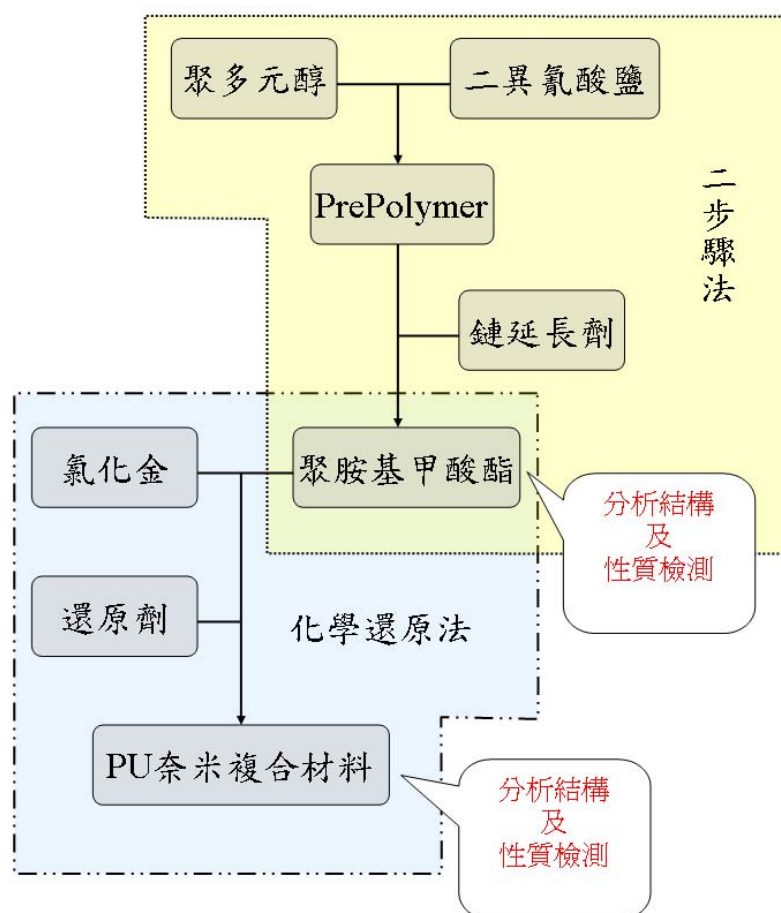 聚多元醇
二異氰酸鹽
PrePolymer
二步驟法
鏈延長劑
氯化金
聚胺基甲酸酯
分析結構
及
性質檢測
還原劑
化學還原法
PU奈米複合材料
分析結構
及
性質檢測